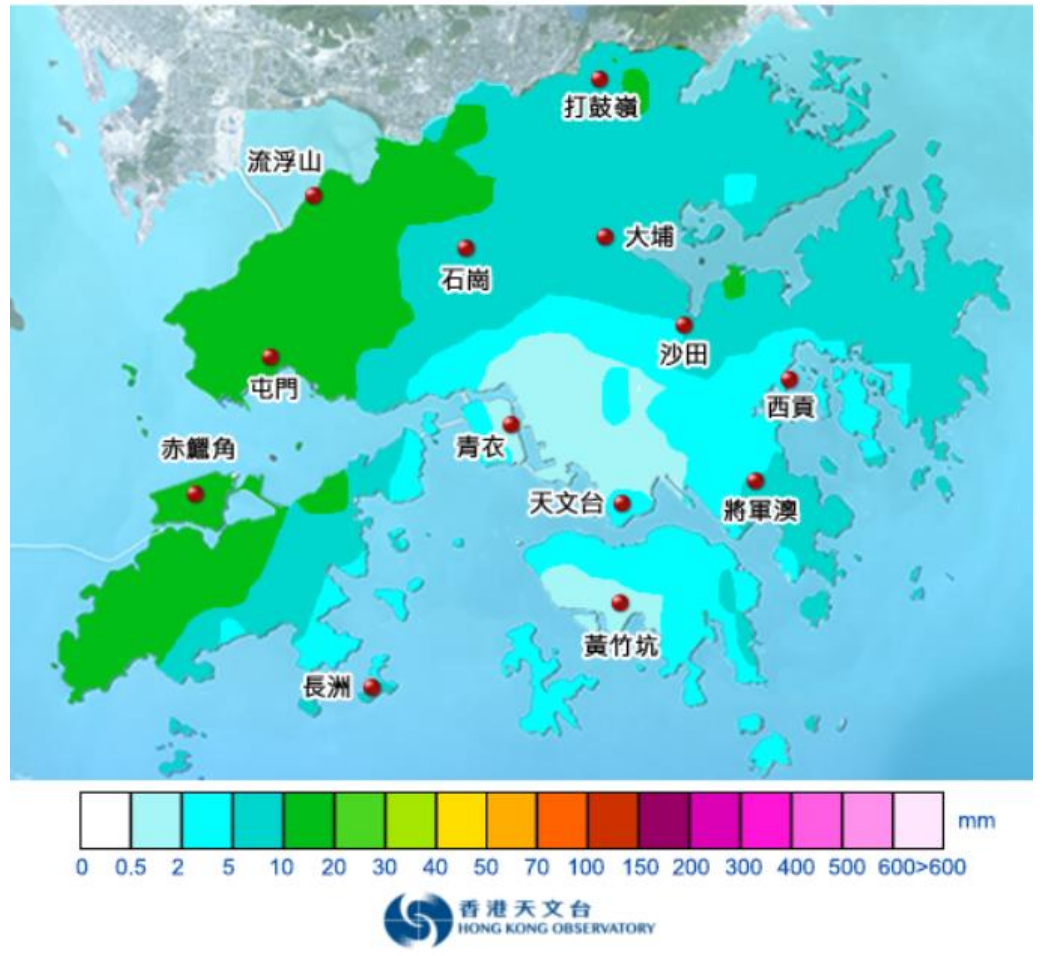 打鼓嶺
流浮山
大埔
石崗
沙田
屯門
西貢
青衣
赤鱲角
天文台
將軍澳
黃竹坑
長洲
mm
0 0.5 2 5 10 20 30 40 50 70 100 150 200 300 400 500 600>600
香港天文台
HONG KONG OBSERVATORY